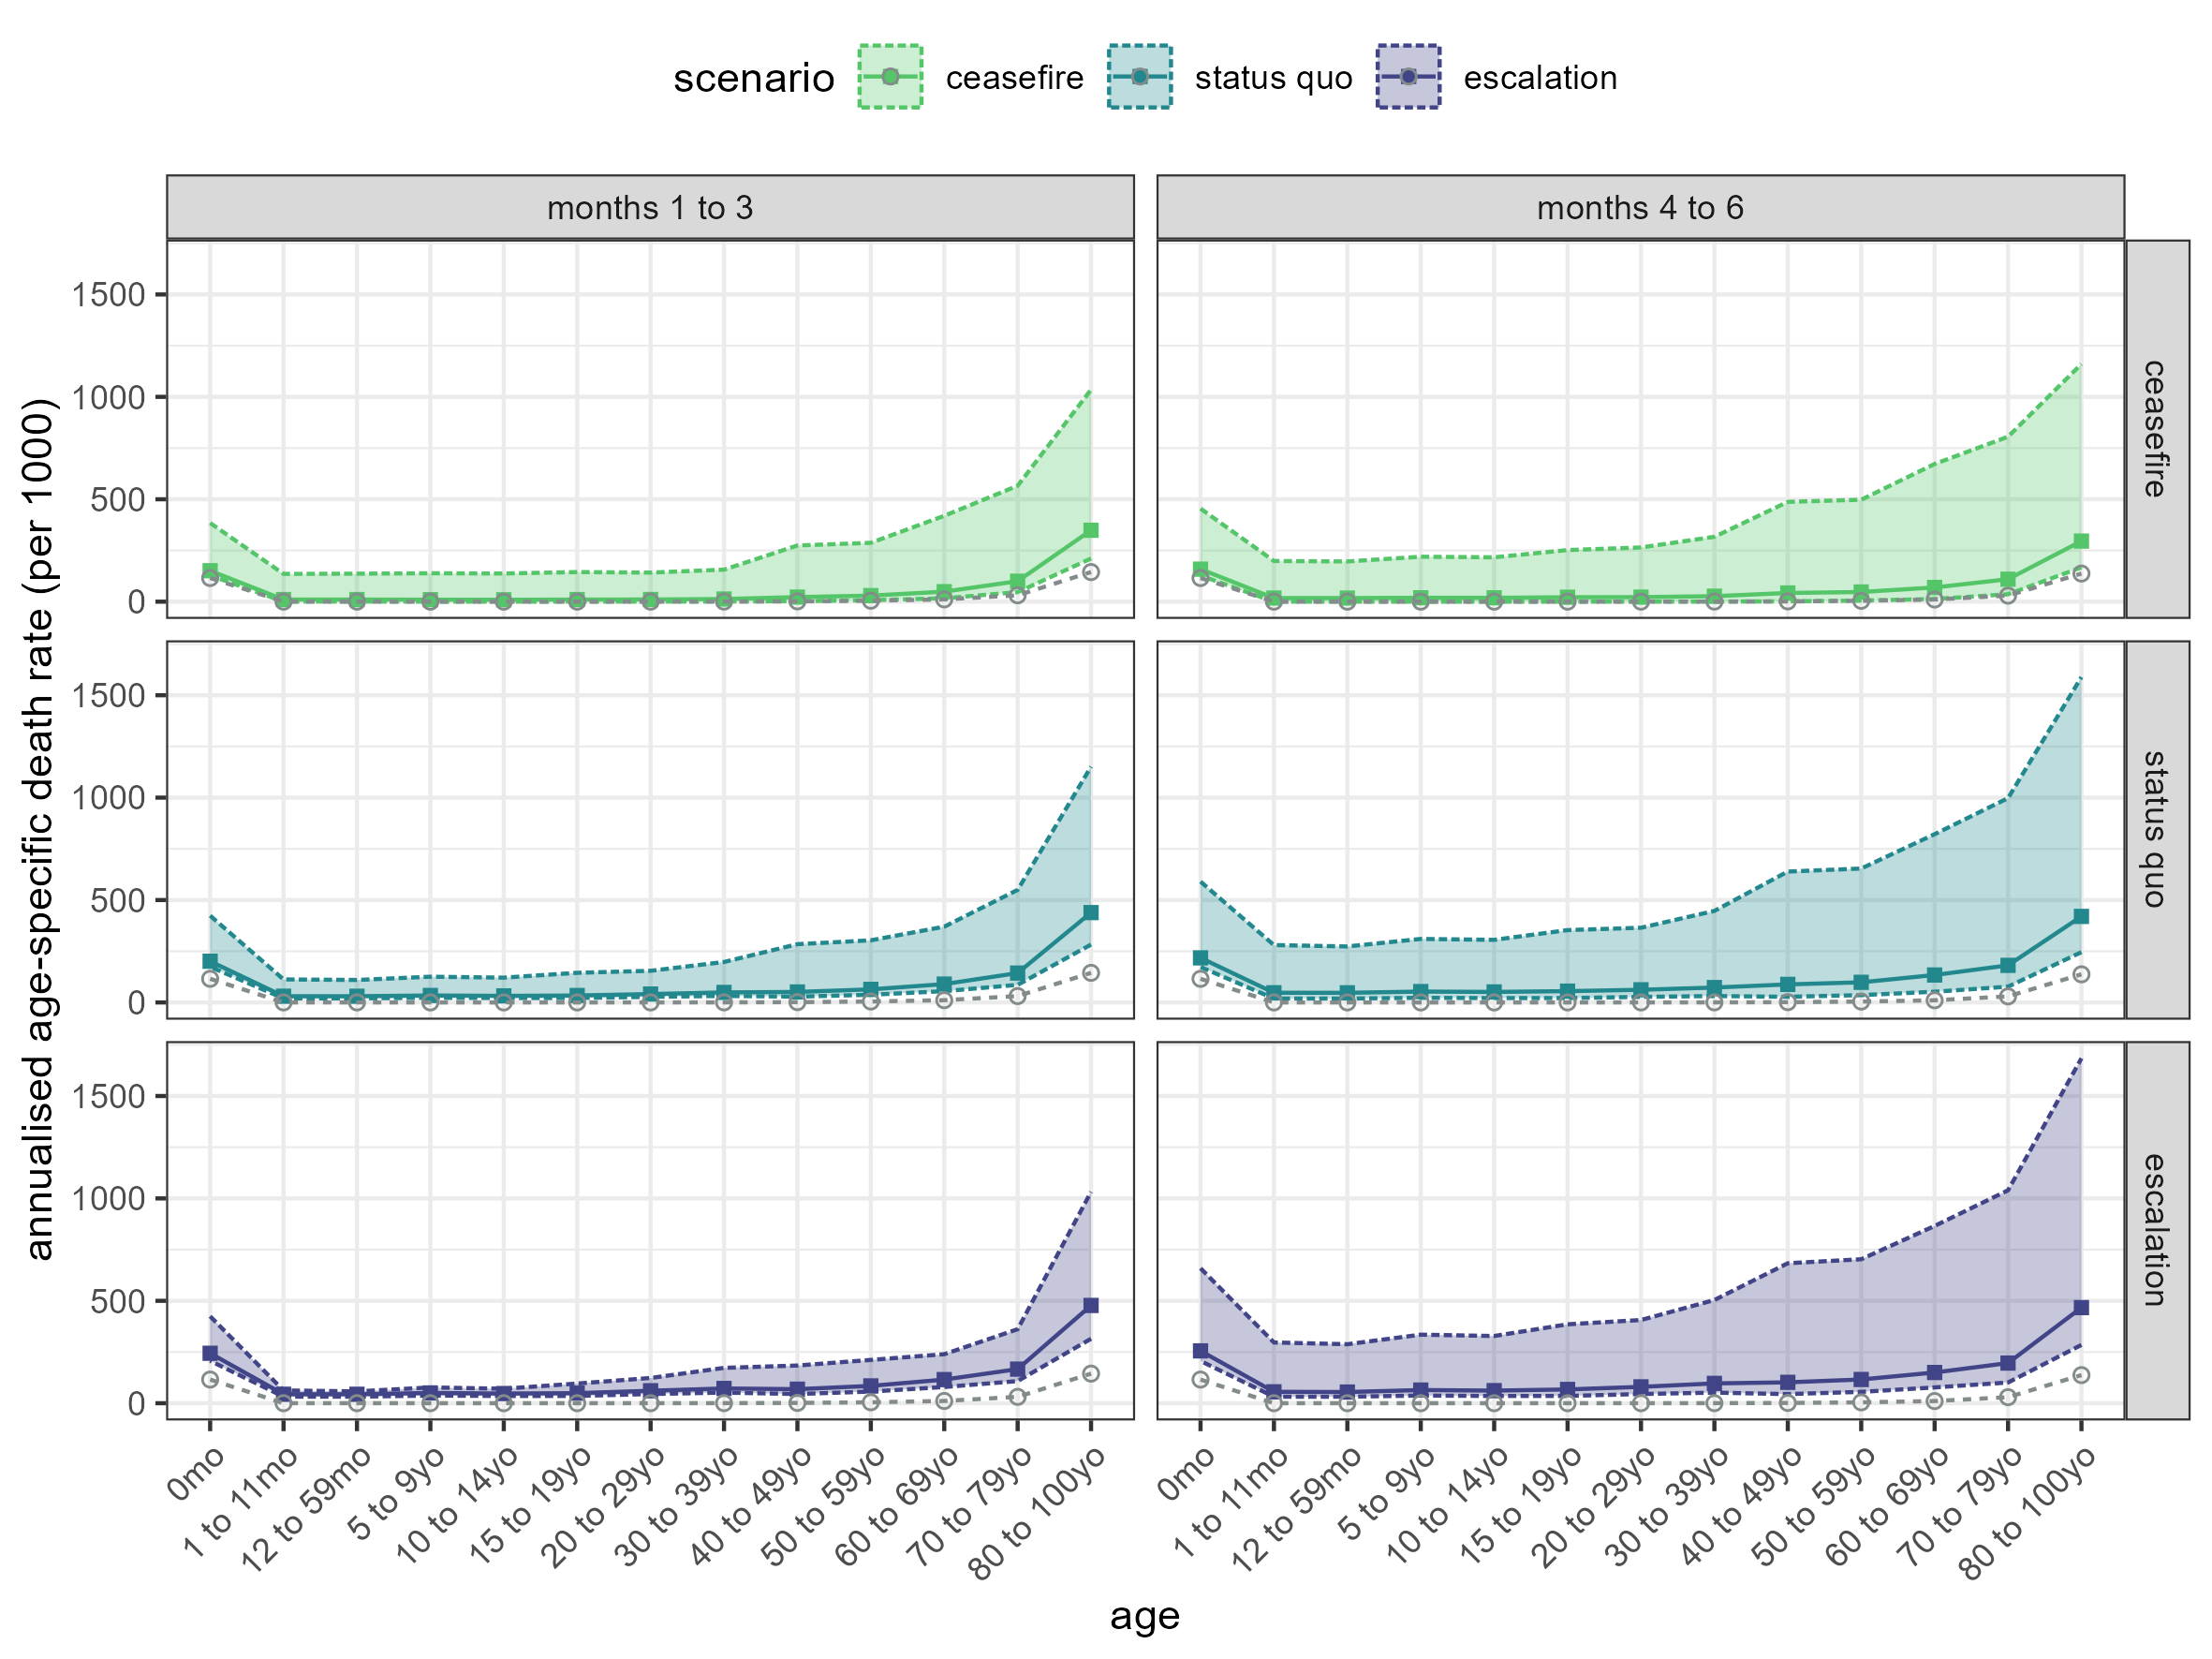 scenario ceasefire status quo escalation
months 1 to 3 months 4 to 6
annualised age-specific death rate (per 1000)
1500
1000
500
0
ceasefire
1500
1000
500
0
status quo
1500
1000
500
0
escalation
0mo 1 to 11mo 12 to 59mo 5 to 9yo 10 to 14yo 15 to 19yo 20 to 29yo 30 to 39yo 40 to 49yo 50 to 59yo 60 to 69yo 70 to 79yo 80 to 100yo
0mo 1 to 11mo 12 to 59mo 5 to 9yo 10 to 14yo 15 to 19yo 20 to 29yo 30 to 39yo 40 to 49yo 50 to 59yo 60 to 69yo 70 to 79yo 80 to 100yo
age